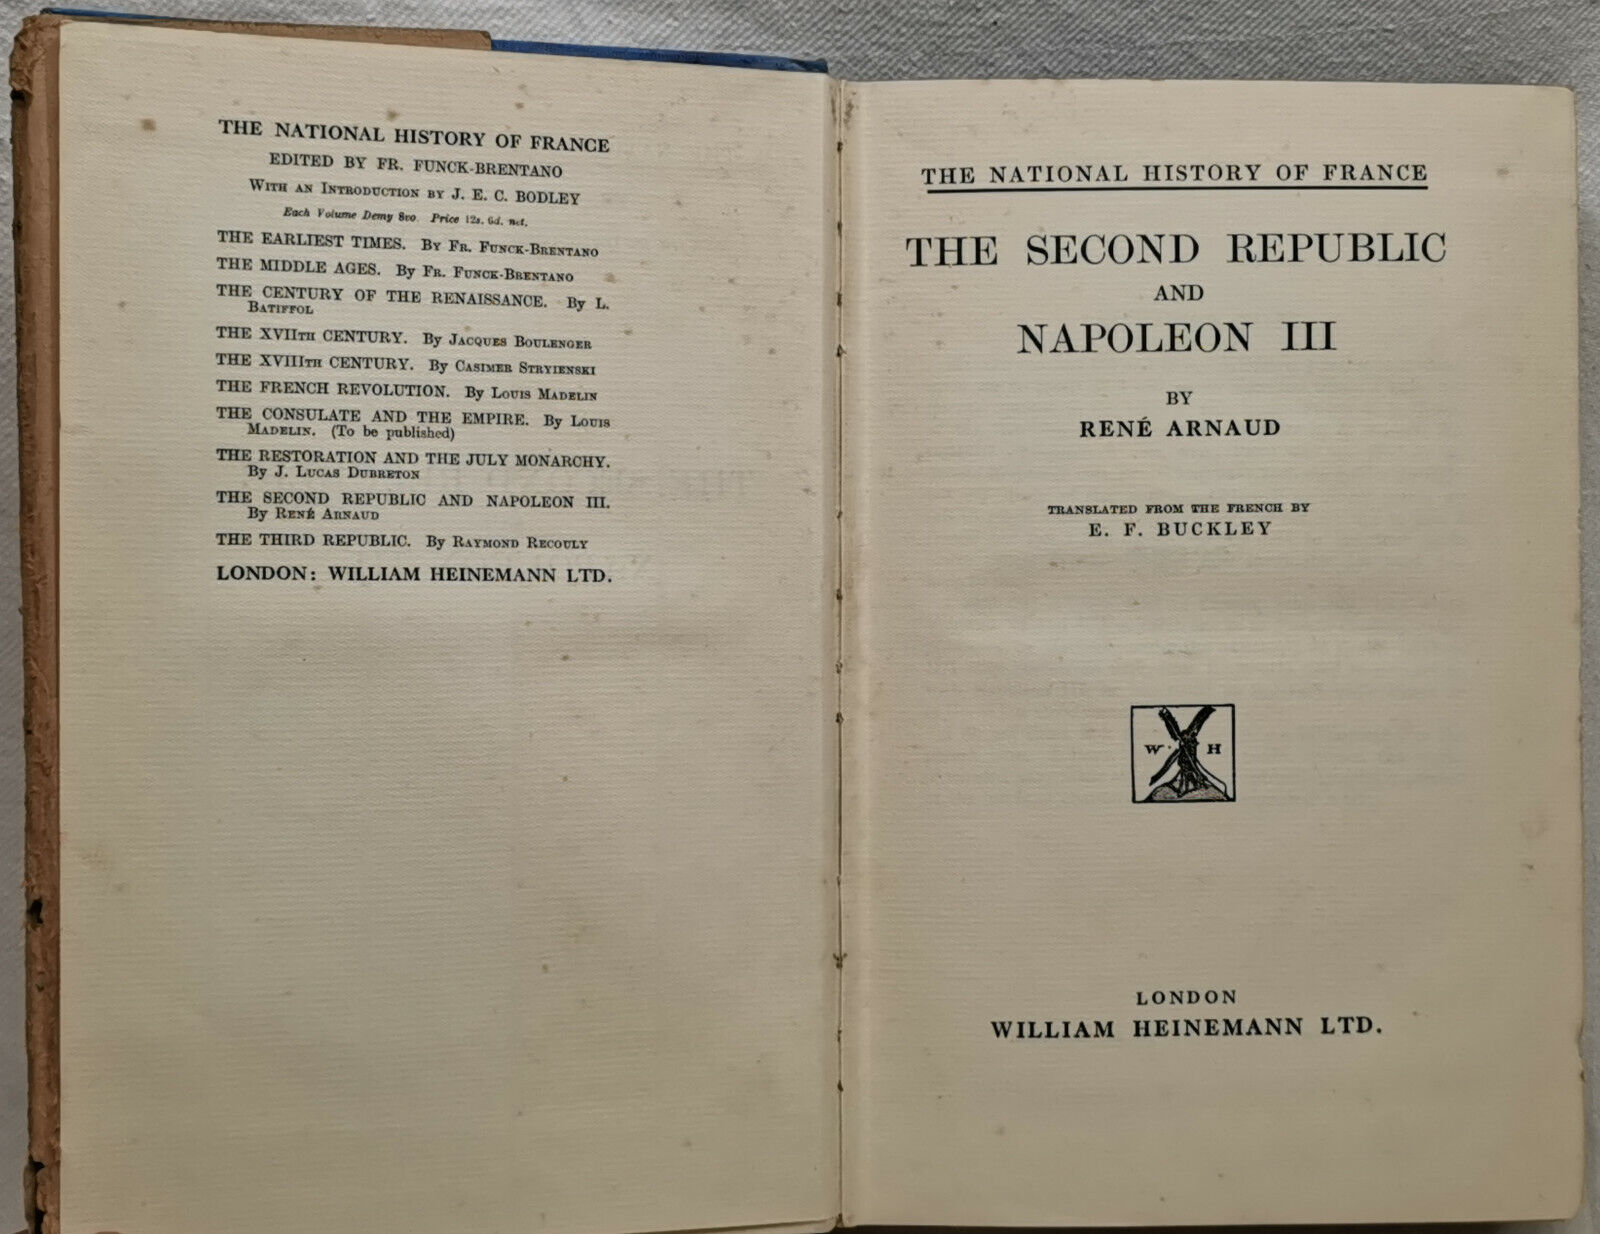 THE NATIONAL HISTORY OF FRANCE
EDITED BY FR. FUNCK-BRENTANO
WITH AN INTRODUCTION BY J. E. C. BODLEY
Each Volume Demy 8vo. Price 12s. 6d. net.
THE EARLIEST TIMES. By FR. FUNCK-BRENTANO
THE MIDDLE AGES. By FR. FUNCK-BRENTANO
THE CENTURY OF THE RENAISSANCE. By L.
BATIFFOL
THE XVIITH CENTURY. By JACQUES BOULENGER
THE XVIIITH CENTURY. By CASIMER STRYIENSKI
THE FRENCH REVOLUTION. By LOUIS MADELIN
THE CONSULATE AND THE EMPIRE. By LOUIS
MADELIN. (To be published)
THE RESTORATION AND THE JULY MONARCHY.
By J. LUCAS DUBRETON
THE SECOND REPUBLIC AND NAPOLEON III.
By RENÉ ARNAUD
THE THIRD REPUBLIC. By RAYMOND RECOULY
LONDON: WILLIAM HEINEMANN LTD.
THE NATIONAL HISTORY OF FRANCE
THE SECOND REPUBLIC
AND
NAPOLEON III
BY
RENÉ ARNAUD
TRANSLATED FROM THE FRENCH BY
E. F. BUCKLEY
W · H
LONDON
WILLIAM HEINEMANN LTD.